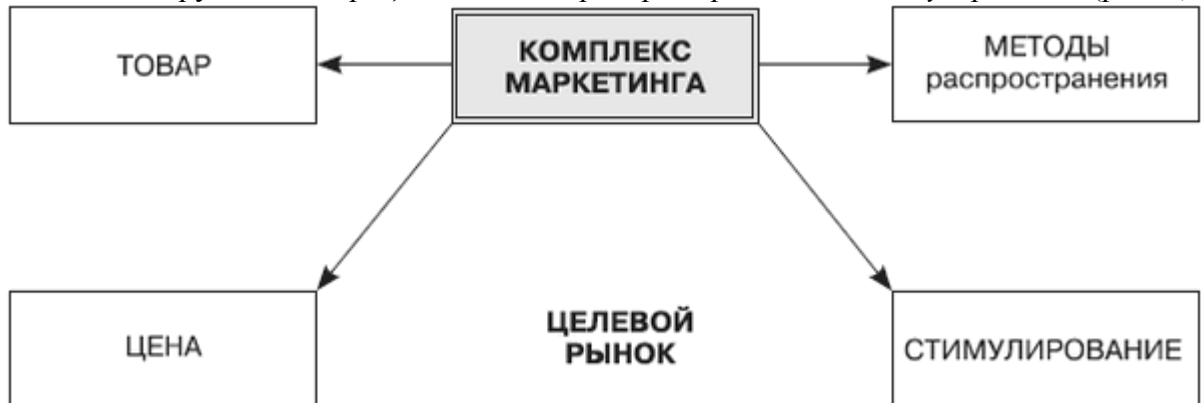 ТОВАР
КОМПЛЕКС
МАРКЕТИНГА
МЕТОДЫ
распространения
ЦЕНА
ЦЕЛЕВОЙ
РЫНОК
СТИМУЛИРОВАНИЕ